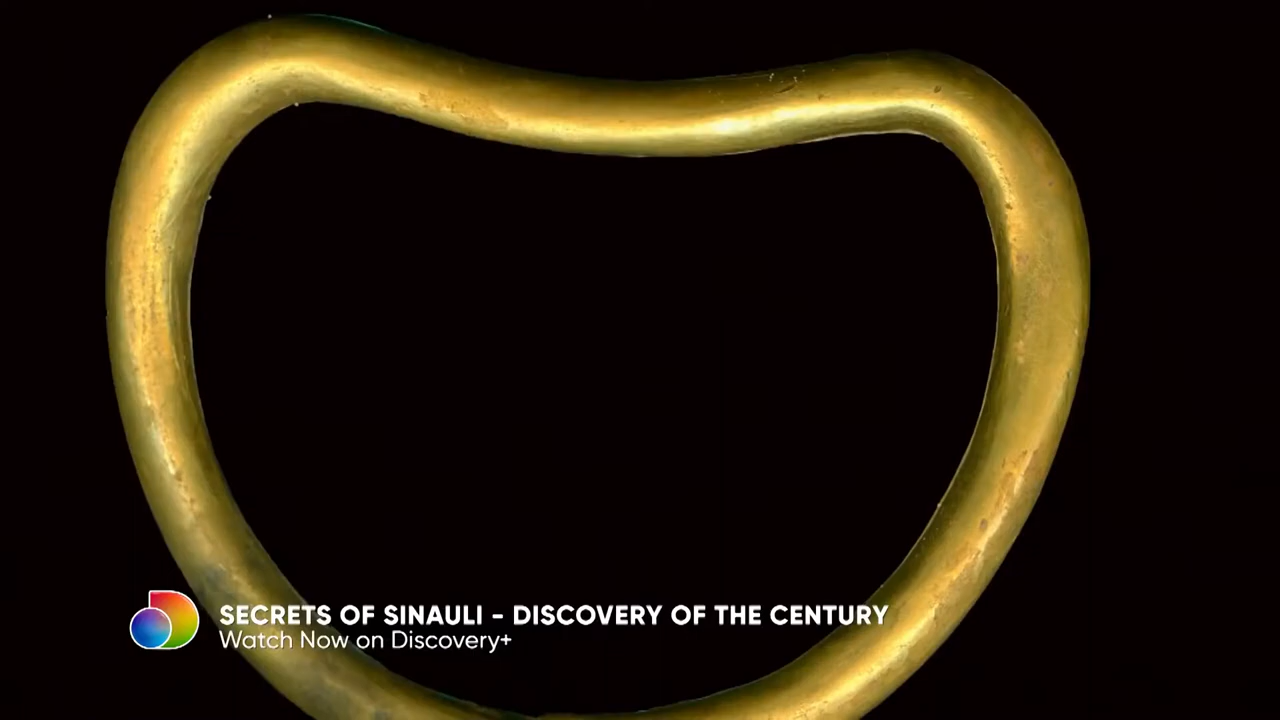 SECRETS OF SINAULI - DISCOVERY OF THE CENTURY
Watch Now on Discovery+